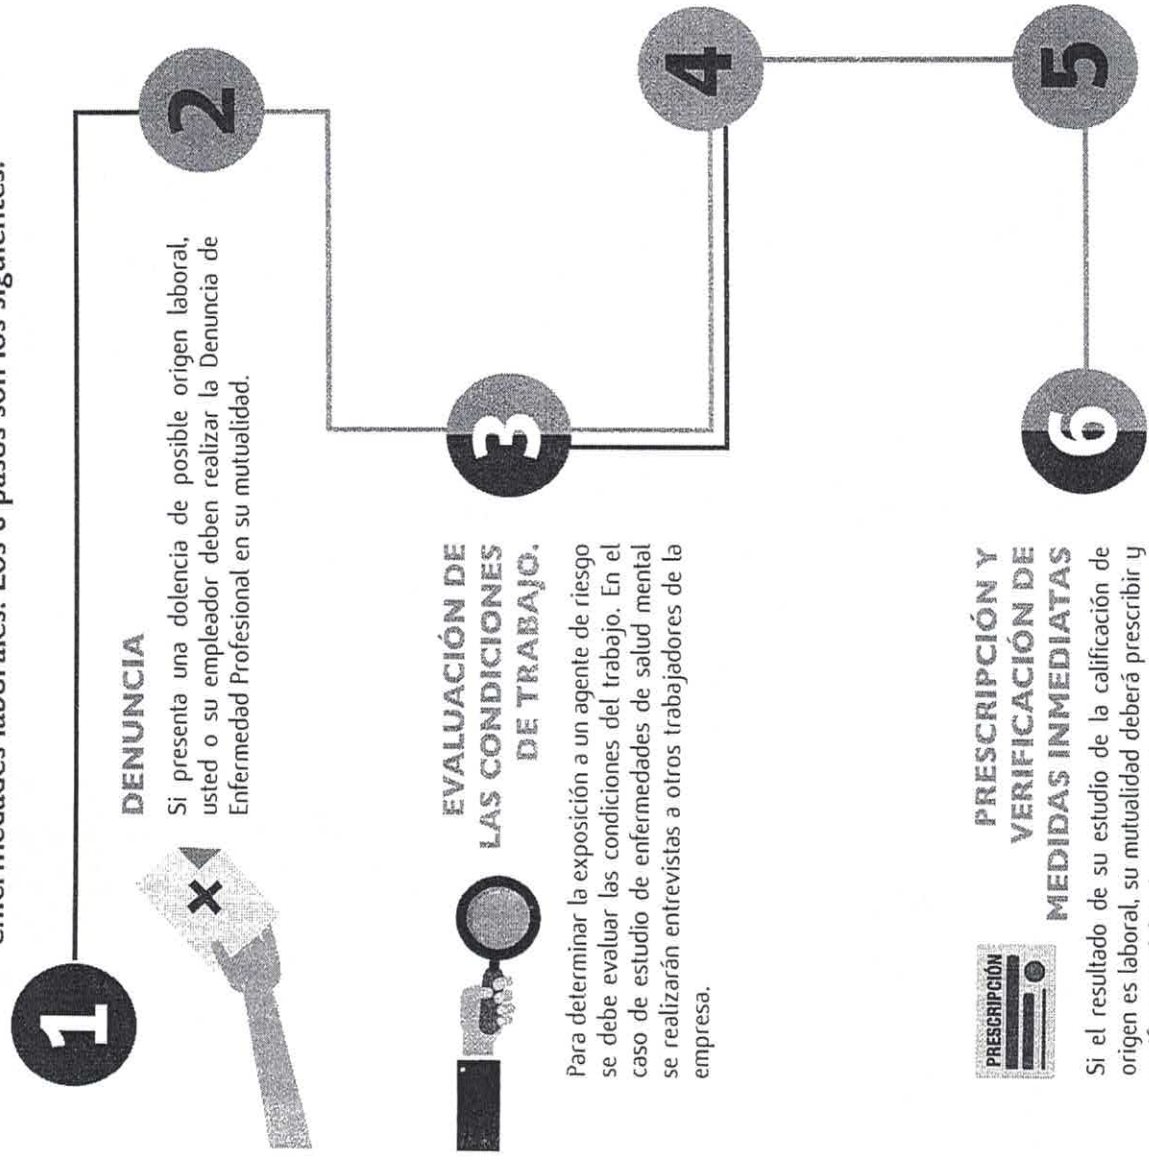 enfermedades laborales. Los 6 pasos son los siguientes:
1
DENUNCIA
Si presenta una dolencia de posible origen laboral,
usted o su empleador deben realizar la Denuncia de
Enfermedad Profesional en su mutualidad.
2
EVALUACIÓN DE
LAS CONDICIONES
DE TRABAJO.
Para determinar la exposición a un agente de riesgo
se debe evaluar las condiciones del trabajo. En el
caso de estudio de enfermedades de salud mental
se realizarán entrevistas a otros trabajadores de la
empresa.
3
4
PRESCRIPCIÓN
PRESCRIPCIÓN Y
VERIFICACIÓN DE
MEDIDAS INMEDIATAS
Si el resultado de su estudio de la calificación de
origen es laboral, su mutualidad deberá prescribir y
6
5